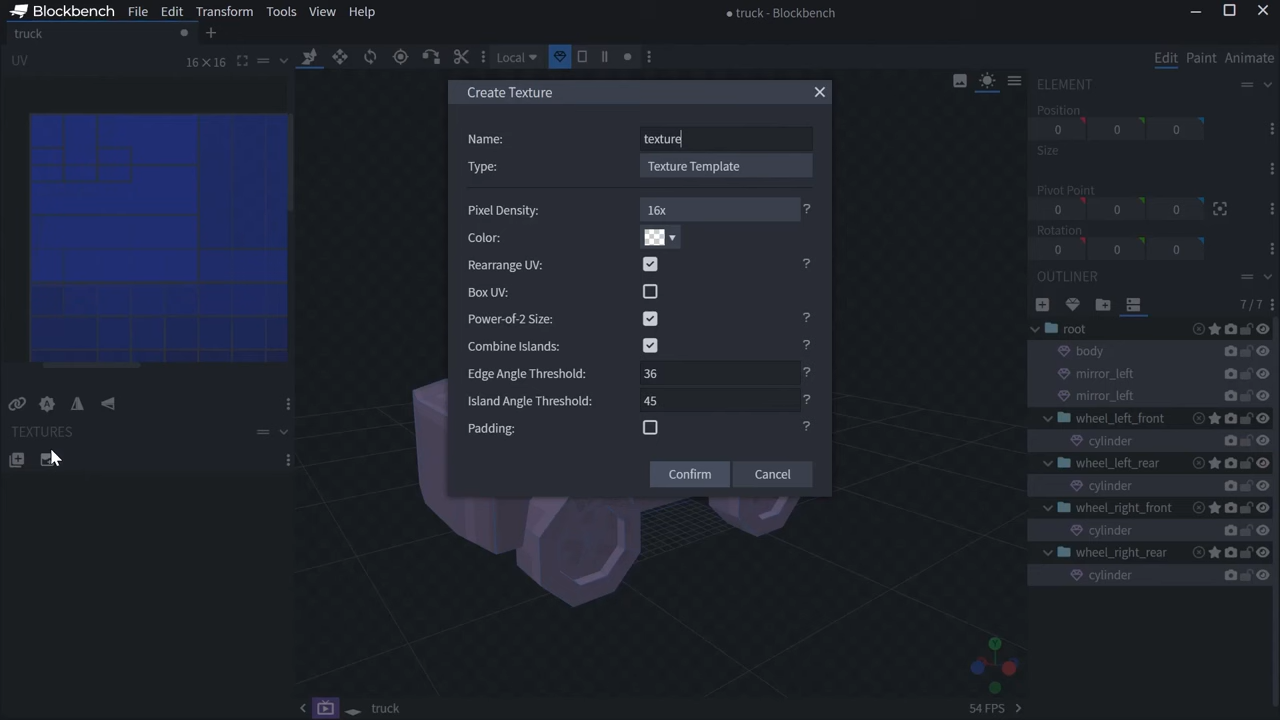 Blockbench File Edit Transform Tools View Help
● truck - Blockbench
truck
UV 16×16
Local
Edit Paint Animate
Create Texture
Name: texture
Type: Texture Template
Pixel Density: 16x ?
Color:
Rearrange UV: ?
Box UV:
Power-of-2 Size: ?
Combine Islands: ?
Edge Angle Threshold: 36 ?
Island Angle Threshold: 45 ?
Padding: ?
Confirm Cancel
TEXTURES
ELEMENT
Position
0 0 0
Size
Pivot Point
0 0 0
Rotation
0 0 0
OUTLINER
7/7
root
body
mirror_left
mirror_left
wheel_left_front
cylinder
wheel_left_rear
cylinder
wheel_right_front
cylinder
wheel_right_rear
cylinder
truck
54 FPS